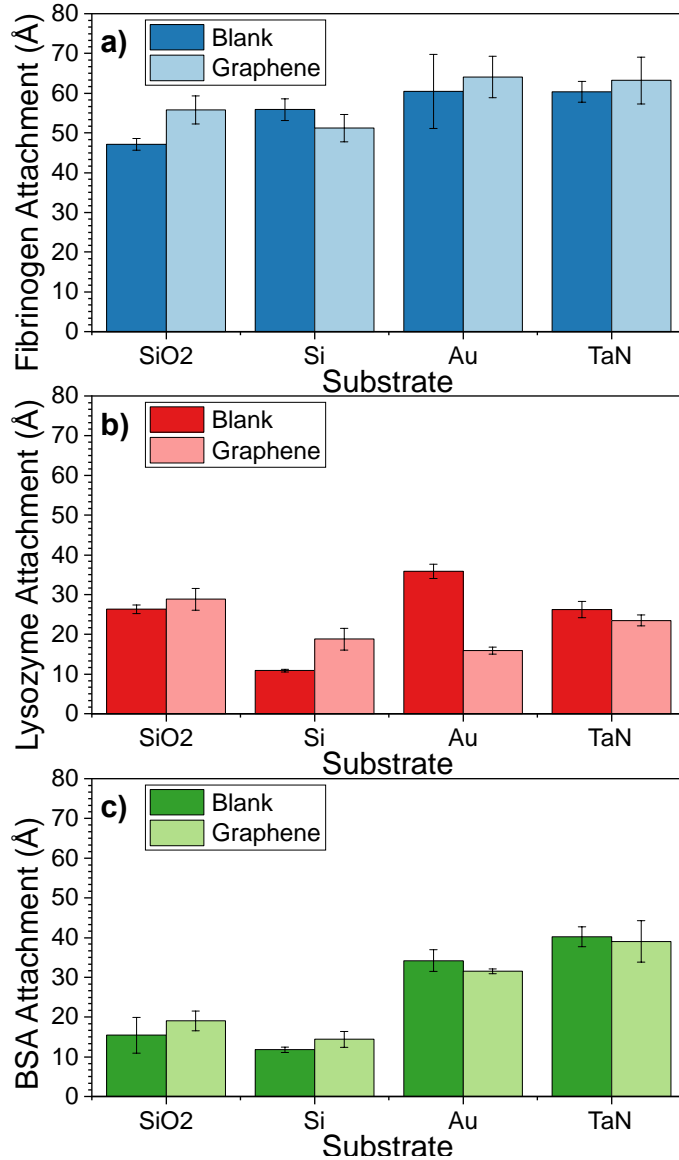 80
70
60
50
40
30
20
10
0
Fibrinogen Attachment (Å)
a)
Blank
Graphene
SiO2 Si Au TaN
Substrate
80
70
60
50
40
30
20
10
0
Lysozyme Attachment (Å)
b)
Blank
Graphene
SiO2 Si Au TaN
Substrate
80
70
60
50
40
30
20
10
0
BSA Attachment (Å)
c)
Blank
Graphene
SiO2 Si Au TaN
Substrate